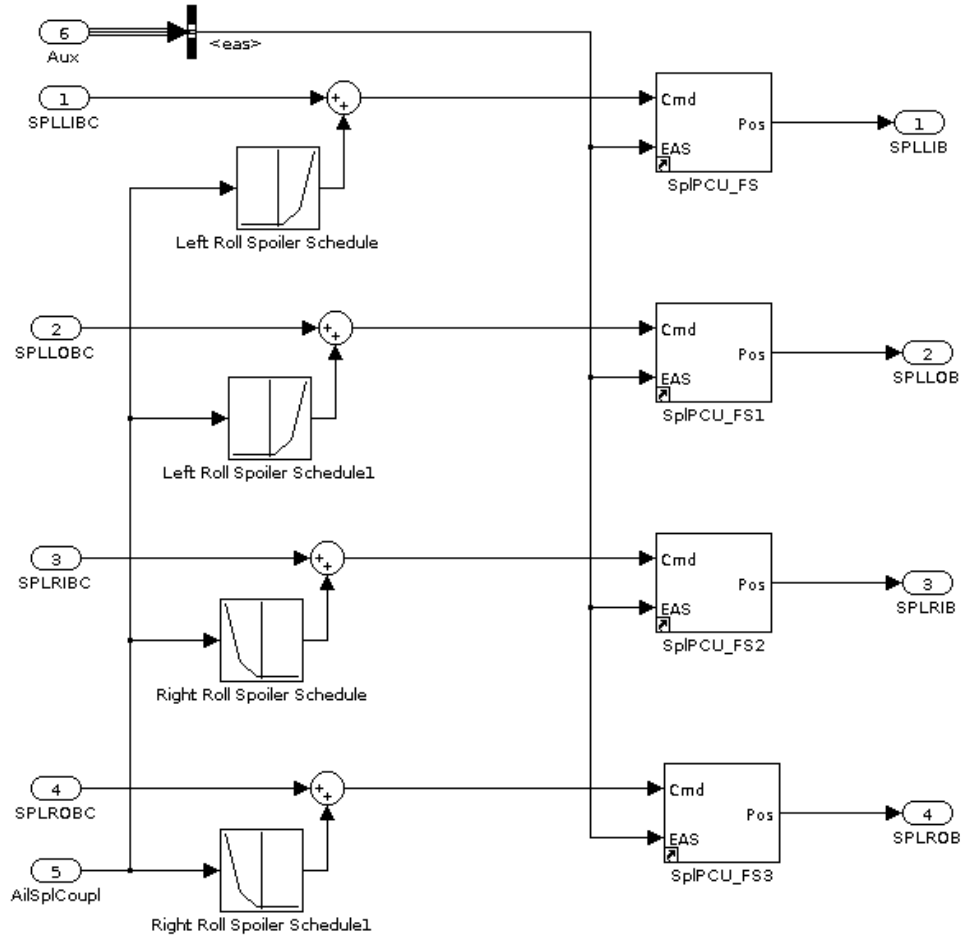 6
Aux
<eas>
1
SPLLIBC
+
+
Cmd
EAS
Pos
SplPCU_FS
1
SPLLIB
Left Roll Spoiler Schedule
2
SPLLOBC
+
+
Cmd
EAS
Pos
SplPCU_FS1
2
SPLLOB
Left Roll Spoiler Schedule1
3
SPLRIBC
+
+
Cmd
EAS
Pos
SplPCU_FS2
3
SPLRIB
Right Roll Spoiler Schedule
4
SPLROBC
+
+
Cmd
EAS
Pos
SplPCU_FS3
4
SPLROB
5
AilSplCoupl
Right Roll Spoiler Schedule1